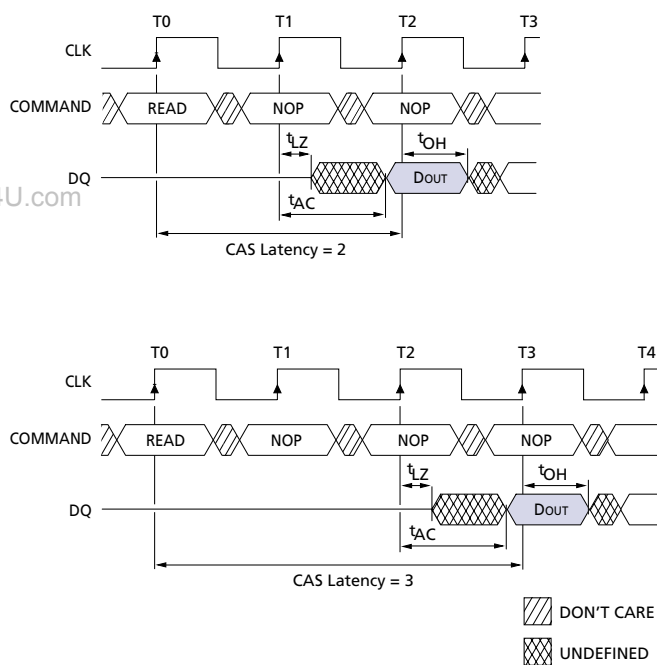 T0 T1 T2 T3
CLK
COMMAND READ NOP NOP
tLZ tOH
DQ DOUT
4U.com
tAC
CAS Latency = 2
T0 T1 T2 T3 T4
CLK
COMMAND READ NOP NOP NOP
tLZ tOH
DQ DOUT
tAC
CAS Latency = 3
DON'T CARE
UNDEFINED